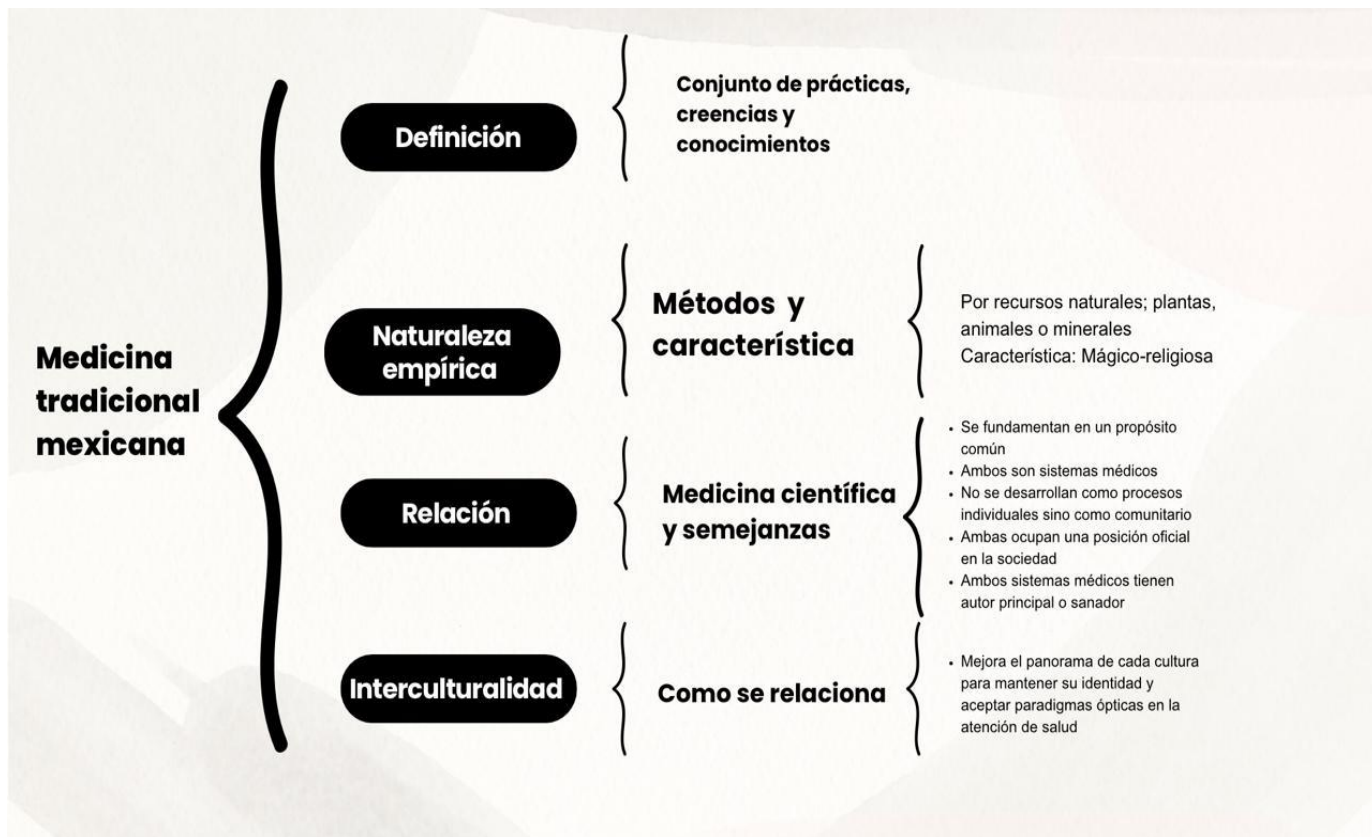 Medicina
tradicional
mexicana
Definición
Conjunto de prácticas,
creencias y
conocimientos
Naturaleza
empírica
Métodos y
característica
Por recursos naturales; plantas,
animales o minerales
Característica: Mágico-religiosa
Relación
Medicina científica
y semejanzas
• Se fundamentan en un propósito
común
• Ambos son sistemas médicos
• No se desarrollan como procesos
individuales sino como comunitario
• Ambas ocupan una posición oficial
en la sociedad
• Ambos sistemas médicos tienen
autor principal o sanador
Interculturalidad
Como se relaciona
• Mejora el panorama de cada cultura
para mantener su identidad y
aceptar paradigmas ópticas en la
atención de salud